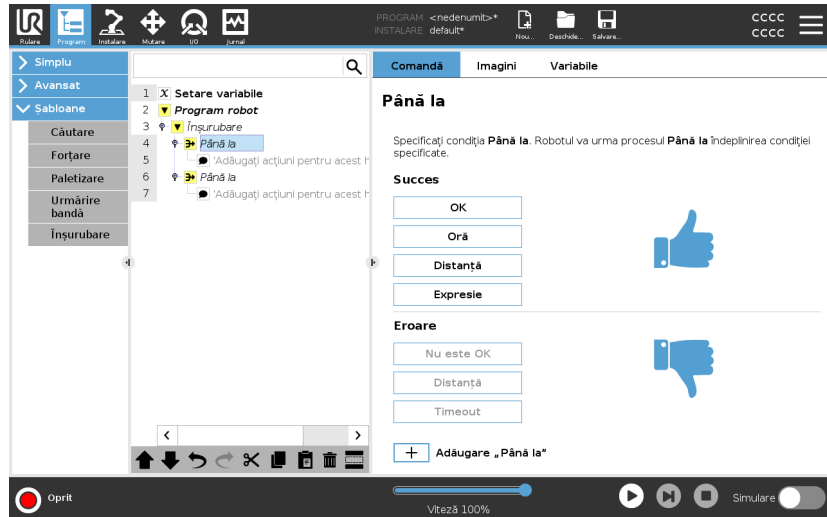 PROGRAM <nedenumit>*
INSTALARE default*
Rulare
Program
Instalare
Mutare
I/O
Jurnal
Nou...
Deschide...
Salvare...
CCCC
CCCC
Simplu
Avansat
Șabloane
Căutare
Forțare
Paletizare
Urmărire
bandă
Înșurubare
1 X Setare variabile
2 Program robot
3 Înșurubare
4 Până la
5 'Adăugați acțiuni pentru acest h
6 Până la
7 'Adăugați acțiuni pentru acest h
Comandă
Imagini
Variabile
Până la
Specificați condiția Până la. Robotul va urma procesul Până la îndeplinirea condiției
specificate.
Succes
OK
Oră
Distanță
Expresie
Eroare
Nu este OK
Distanță
Timeout
+ Adăugare „Până la”
Oprit
Viteză 100%
Simulare